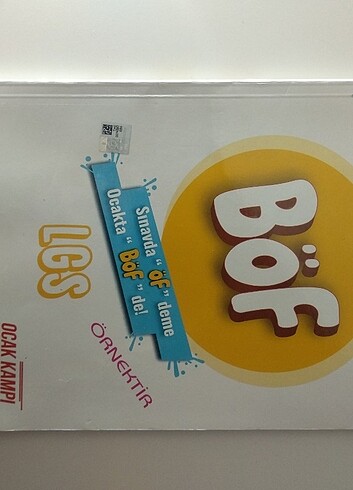 BÖF
Sınavda "öf" deme
Ocakta "BÖF" de!
ÖRNEKTİR
LGS
OCAK KAMPI